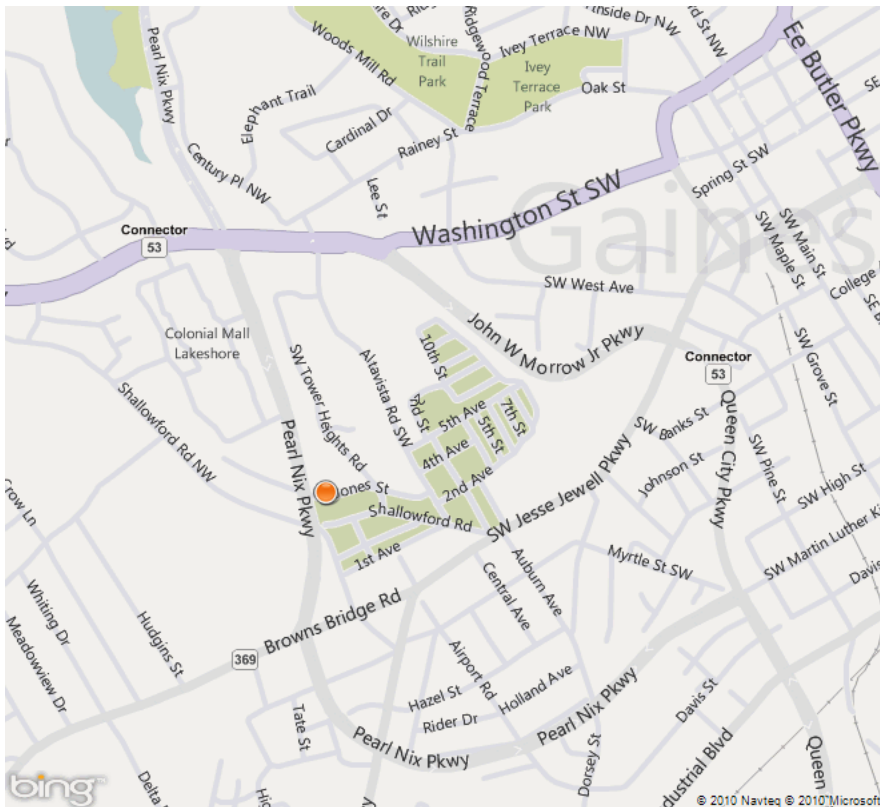 Pearl Nix Pkwy
Woods Mill Rd
Wilshire
Trail
Park
Ridgewood Terrace
Ivey Terrace NW
Ivey
Terrace
Park
Oak St
Ee Butler Pkwy
Elephant Trail
Cardinal Dr
Rainey St
Century Pl NW
Lee St
Washington St SW
Spring St SW
Gaines
Connector
53
SW West Ave
SW Maple St
SW Main St
College A
John W Morrow Jr Pkwy
Colonial Mall
Lakeshore
10th St
SW Tower Heights Rd
Altavista Rd SW
Connector
53
SW Grove St
Shallowford Rd NW
Rd St
5th Ave
7th St
5th St
4th Ave
2nd Ave
SW Banks St
Queen City Pkwy
SW Pine St
Johnson St
SW High St
Pearl Nix Pkwy
Jones St
Shallowford Rd
SW Jesse Jewell Pkwy
1st Ave
Myrtle St SW
SW Martin Luther Ki
Davis
Crow Ln
Whiting Dr
Meadowview Dr
Hudgins St
Browns Bridge Rd
369
Central Ave
Auburn Ave
Airport Rd
Hazel St
Holland Ave
Rider Dr
Tate St
Pearl Nix Pkwy
Pearl Nix Pkwy
Davis St
Dorsey St
dustrial Blvd
Queen
Delta
bing™
© 2010 Navteq © 2010 Microsoft